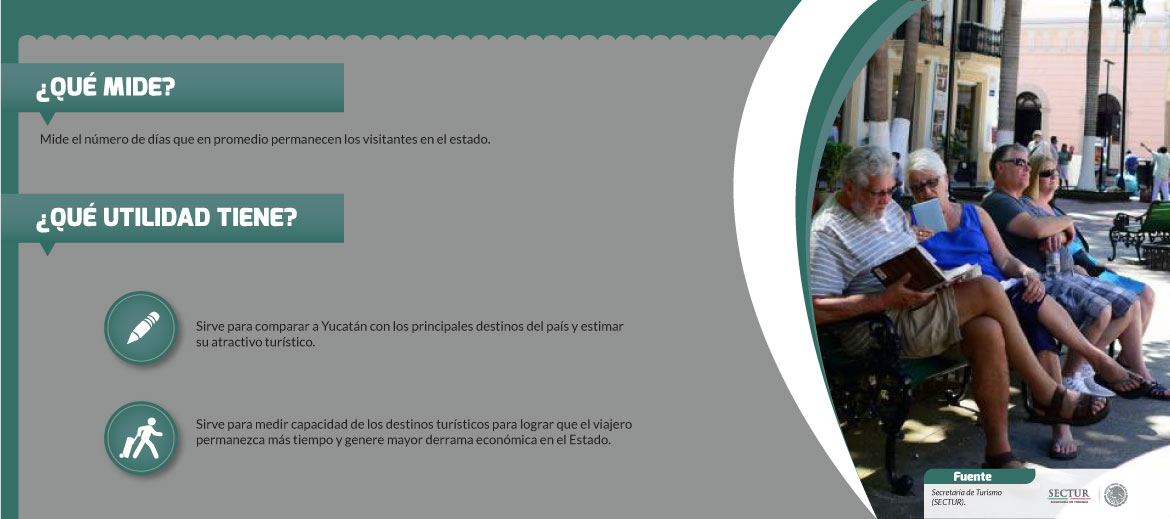 ¿QUÉ MIDE?
Mide el número de días que en promedio permanecen los visitantes en el estado.
¿QUÉ UTILIDAD TIENE?
Sirve para comparar a Yucatán con los principales destinos del país y estimar
su atractivo turístico.
Sirve para medir capacidad de los destinos turísticos para lograr que el viajero
permanezca más tiempo y genere mayor derrama económica en el Estado.
Fuente
Secretaría de Turismo
(SECTUR).
SECTUR